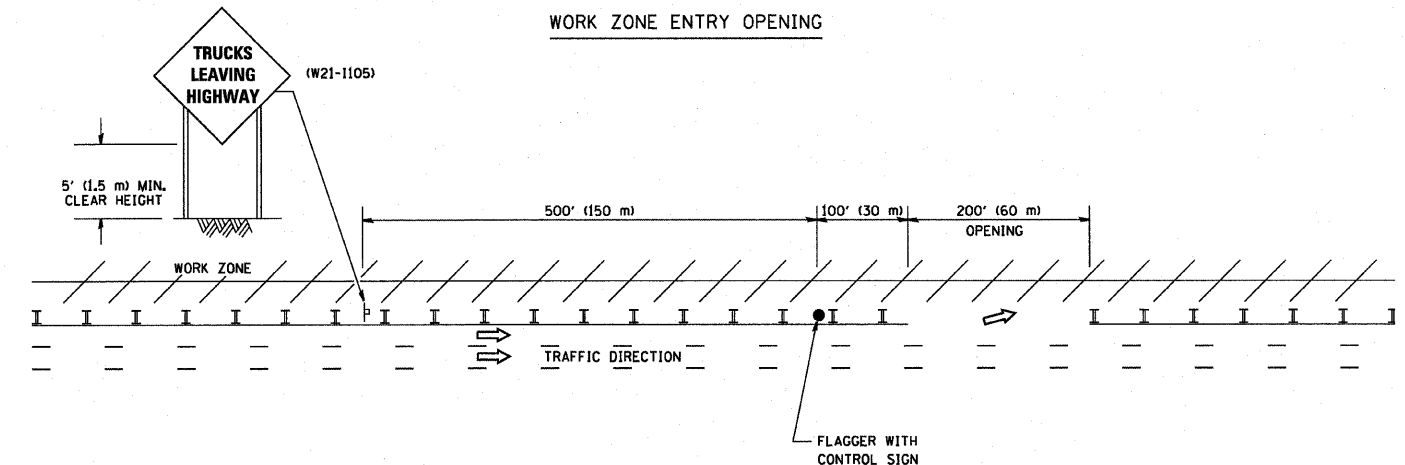 WORK ZONE ENTRY OPENING
TRUCKS
LEAVING
HIGHWAY
(W21-I105)
5' (1.5 m) MIN.
CLEAR HEIGHT
500' (150 m)
100' (30 m)
200' (60 m)
OPENING
WORK ZONE
TRAFFIC DIRECTION
FLAGGER WITH
CONTROL SIGN